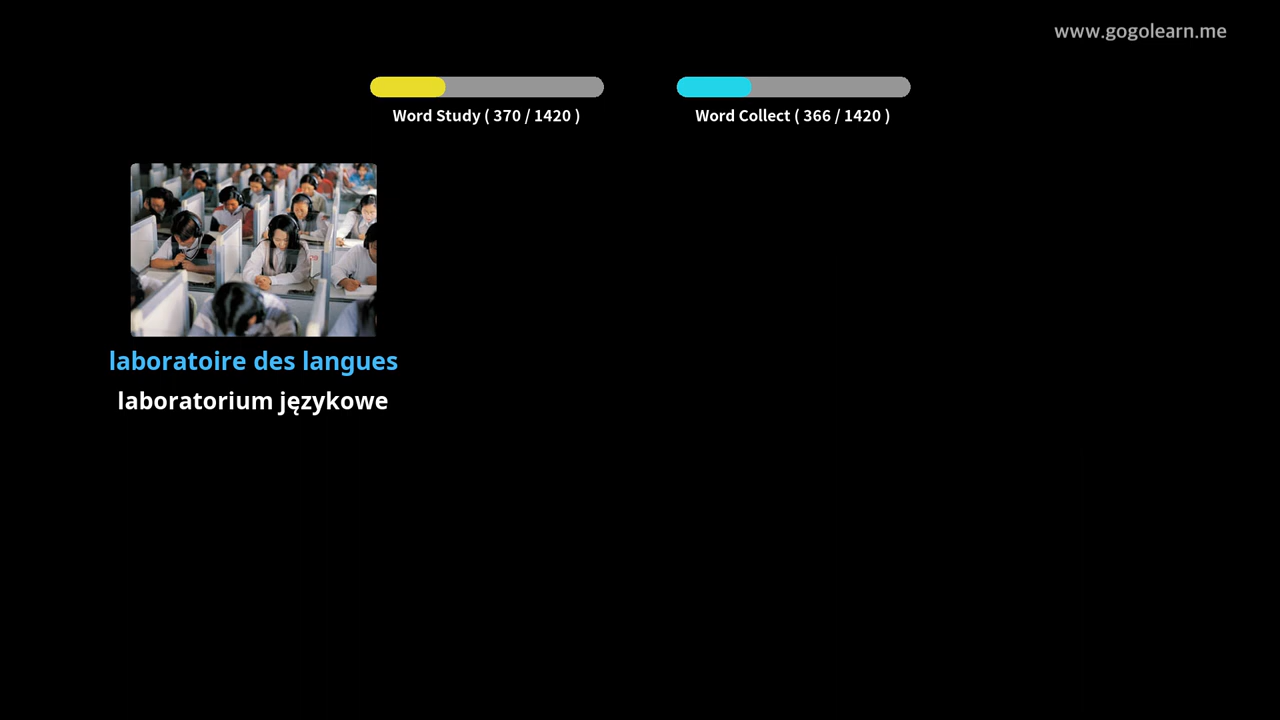 www.gogolearn.me
Word Study ( 370 / 1420 )
Word Collect ( 366 / 1420 )
laboratoire des langues
laboratorium językowe